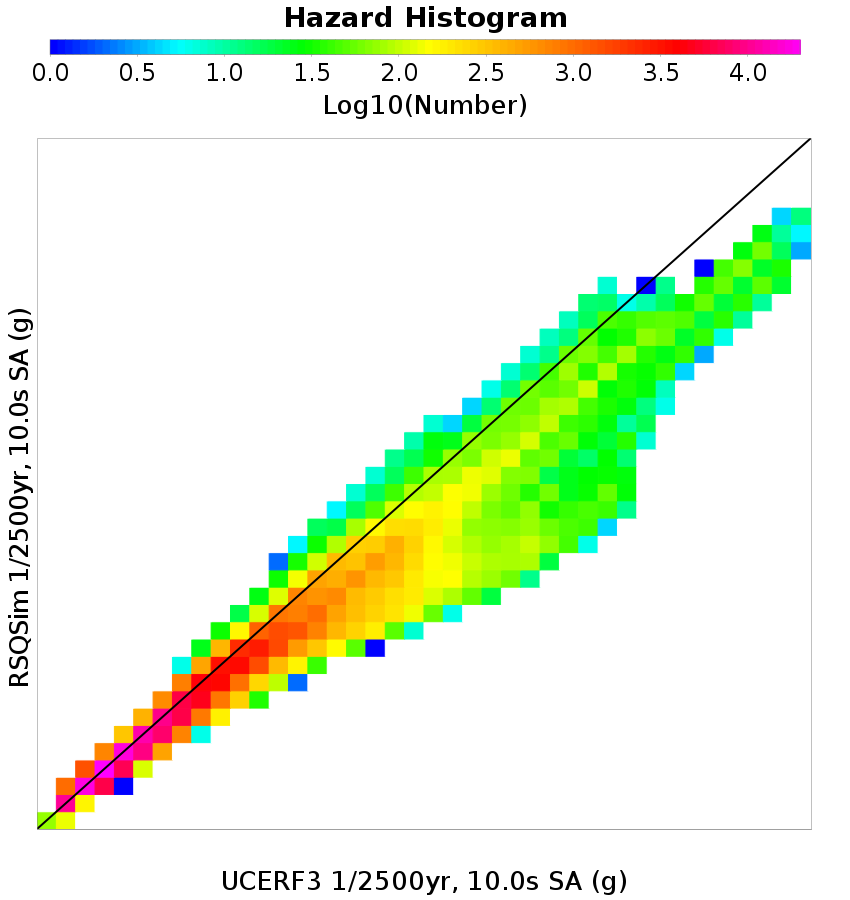 Hazard Histogram
0.0 0.5 1.0 1.5 2.0 2.5 3.0 3.5 4.0
Log10(Number)
RSQSim 1/2500yr, 10.0s SA (g)
UCERF3 1/2500yr, 10.0s SA (g)